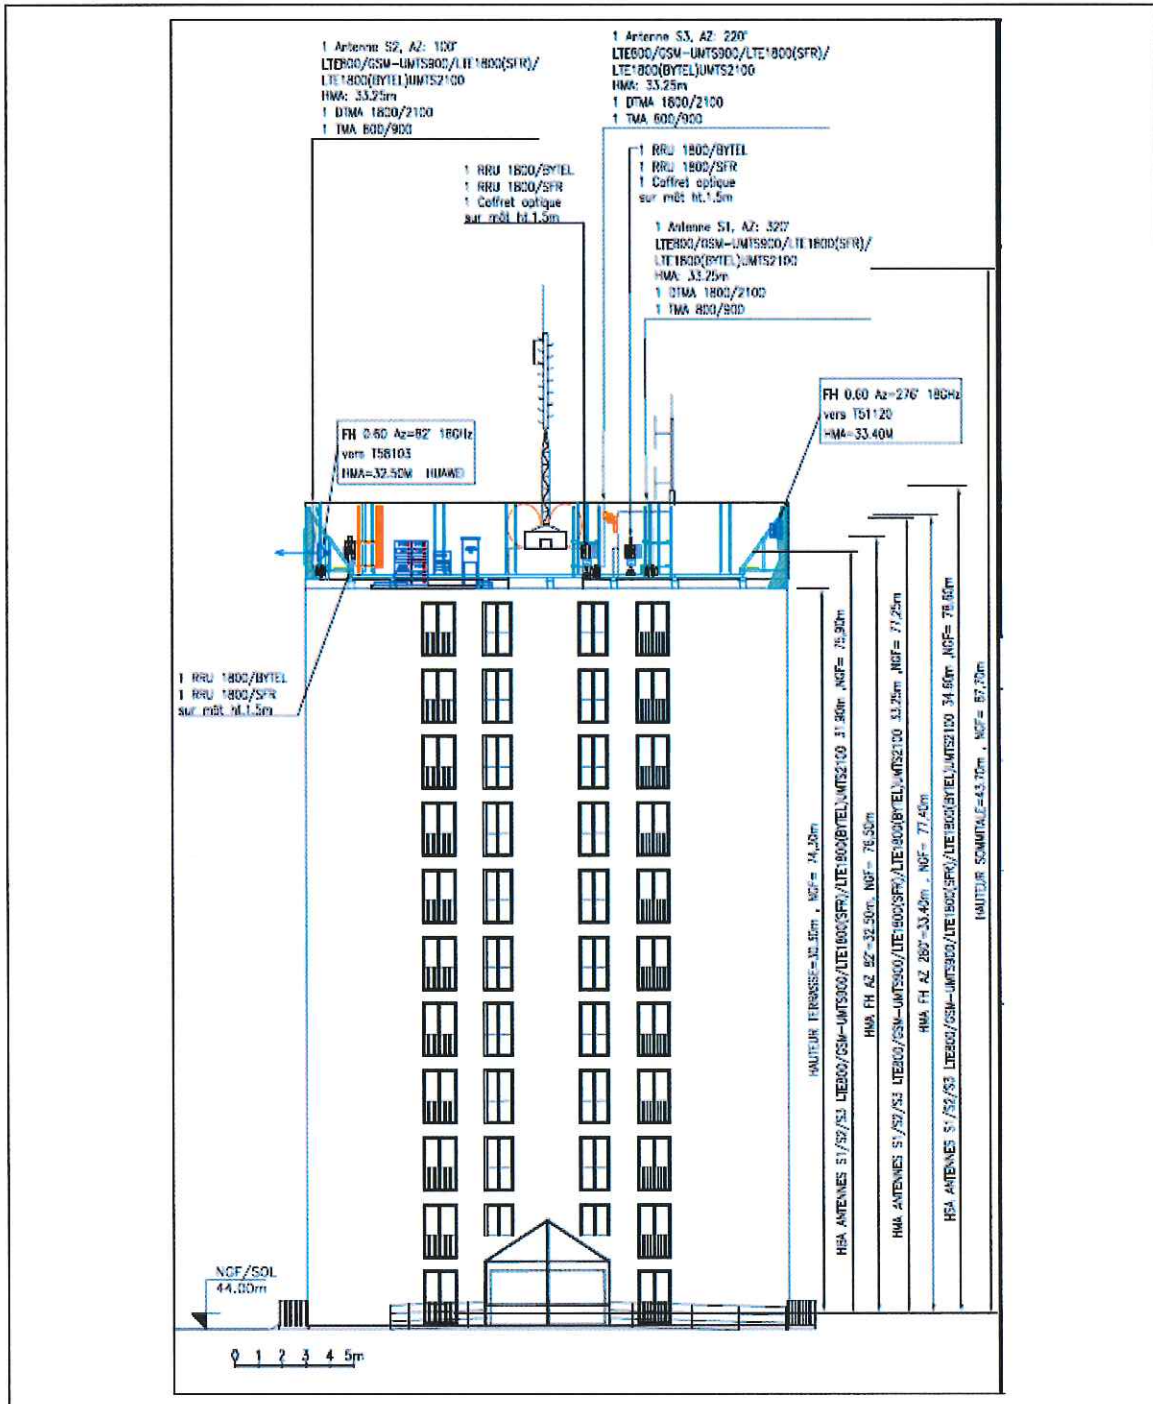 1 Antenne S2, AZ: 100°
LTE800/GSM-UMTS900/LTE1800(SFR)/
LTE1800(BYTEL)UMTS2100
HMA: 33.25m
1 DTMA 1800/2100
1 TMA 800/900
1 Antenne S3, AZ: 220°
LTE800/GSM-UMTS900/LTE1800(SFR)/
LTE1800(BYTEL)UMTS2100
HMA: 33.25m
1 DTMA 1800/2100
1 TMA 800/900
1 RRU 1800/BYTEL
1 RRU 1800/SFR
1 Coffret optique
sur mât ht.1.5m
1 RRU 1800/BYTEL
1 RRU 1800/SFR
1 Coffret optique
sur mât ht.1.5m
1 Antenne S1, AZ: 320°
LTE800/GSM-UMTS900/LTE1800(SFR)/
LTE1800(BYTEL)UMTS2100
HMA: 33.25m
1 DTMA 1800/2100
1 TMA 800/900
FH 0.60 Az=82° 18GHz
vers T58103
HMA=32.50M HUAWEI
FH 0.60 Az=276° 18GHz
vers T51120
HMA=33.40M
1 RRU 1800/BYTEL
1 RRU 1800/SFR
sur mât ht.1.5m
HAUTEUR TERRASSE=30.30m , NGF= 74,30m
HBA ANTENNES S1/S2/S3 LTE800/GSM-UMTS900/LTE1800(SFR)/LTE1800(BYTEL)UMTS2100 31.90m ,NGF= 75,90m
HMA FH AZ 82°=32.50m, NGF= 76,50m
HMA ANTENNES S1/S2/S3 LTE800/GSM-UMTS900/LTE1800(SFR)/LTE1800(BYTEL)UMTS2100 33.25m ,NGF= 77,25m
HMA FH AZ 280°=33.40m , NGF= 77,40m
HSA ANTENNES S1/S2/S3 LTE800/GSM-UMTS900/LTE1800(SFR)/LTE1800(BYTEL)UMTS2100 34.60m ,NGF= 78,60m
HAUTEUR SOMMITALE=43.70m , NGF= 87,70m
NGF/SOL
44.00m
0 1 2 3 4 5m